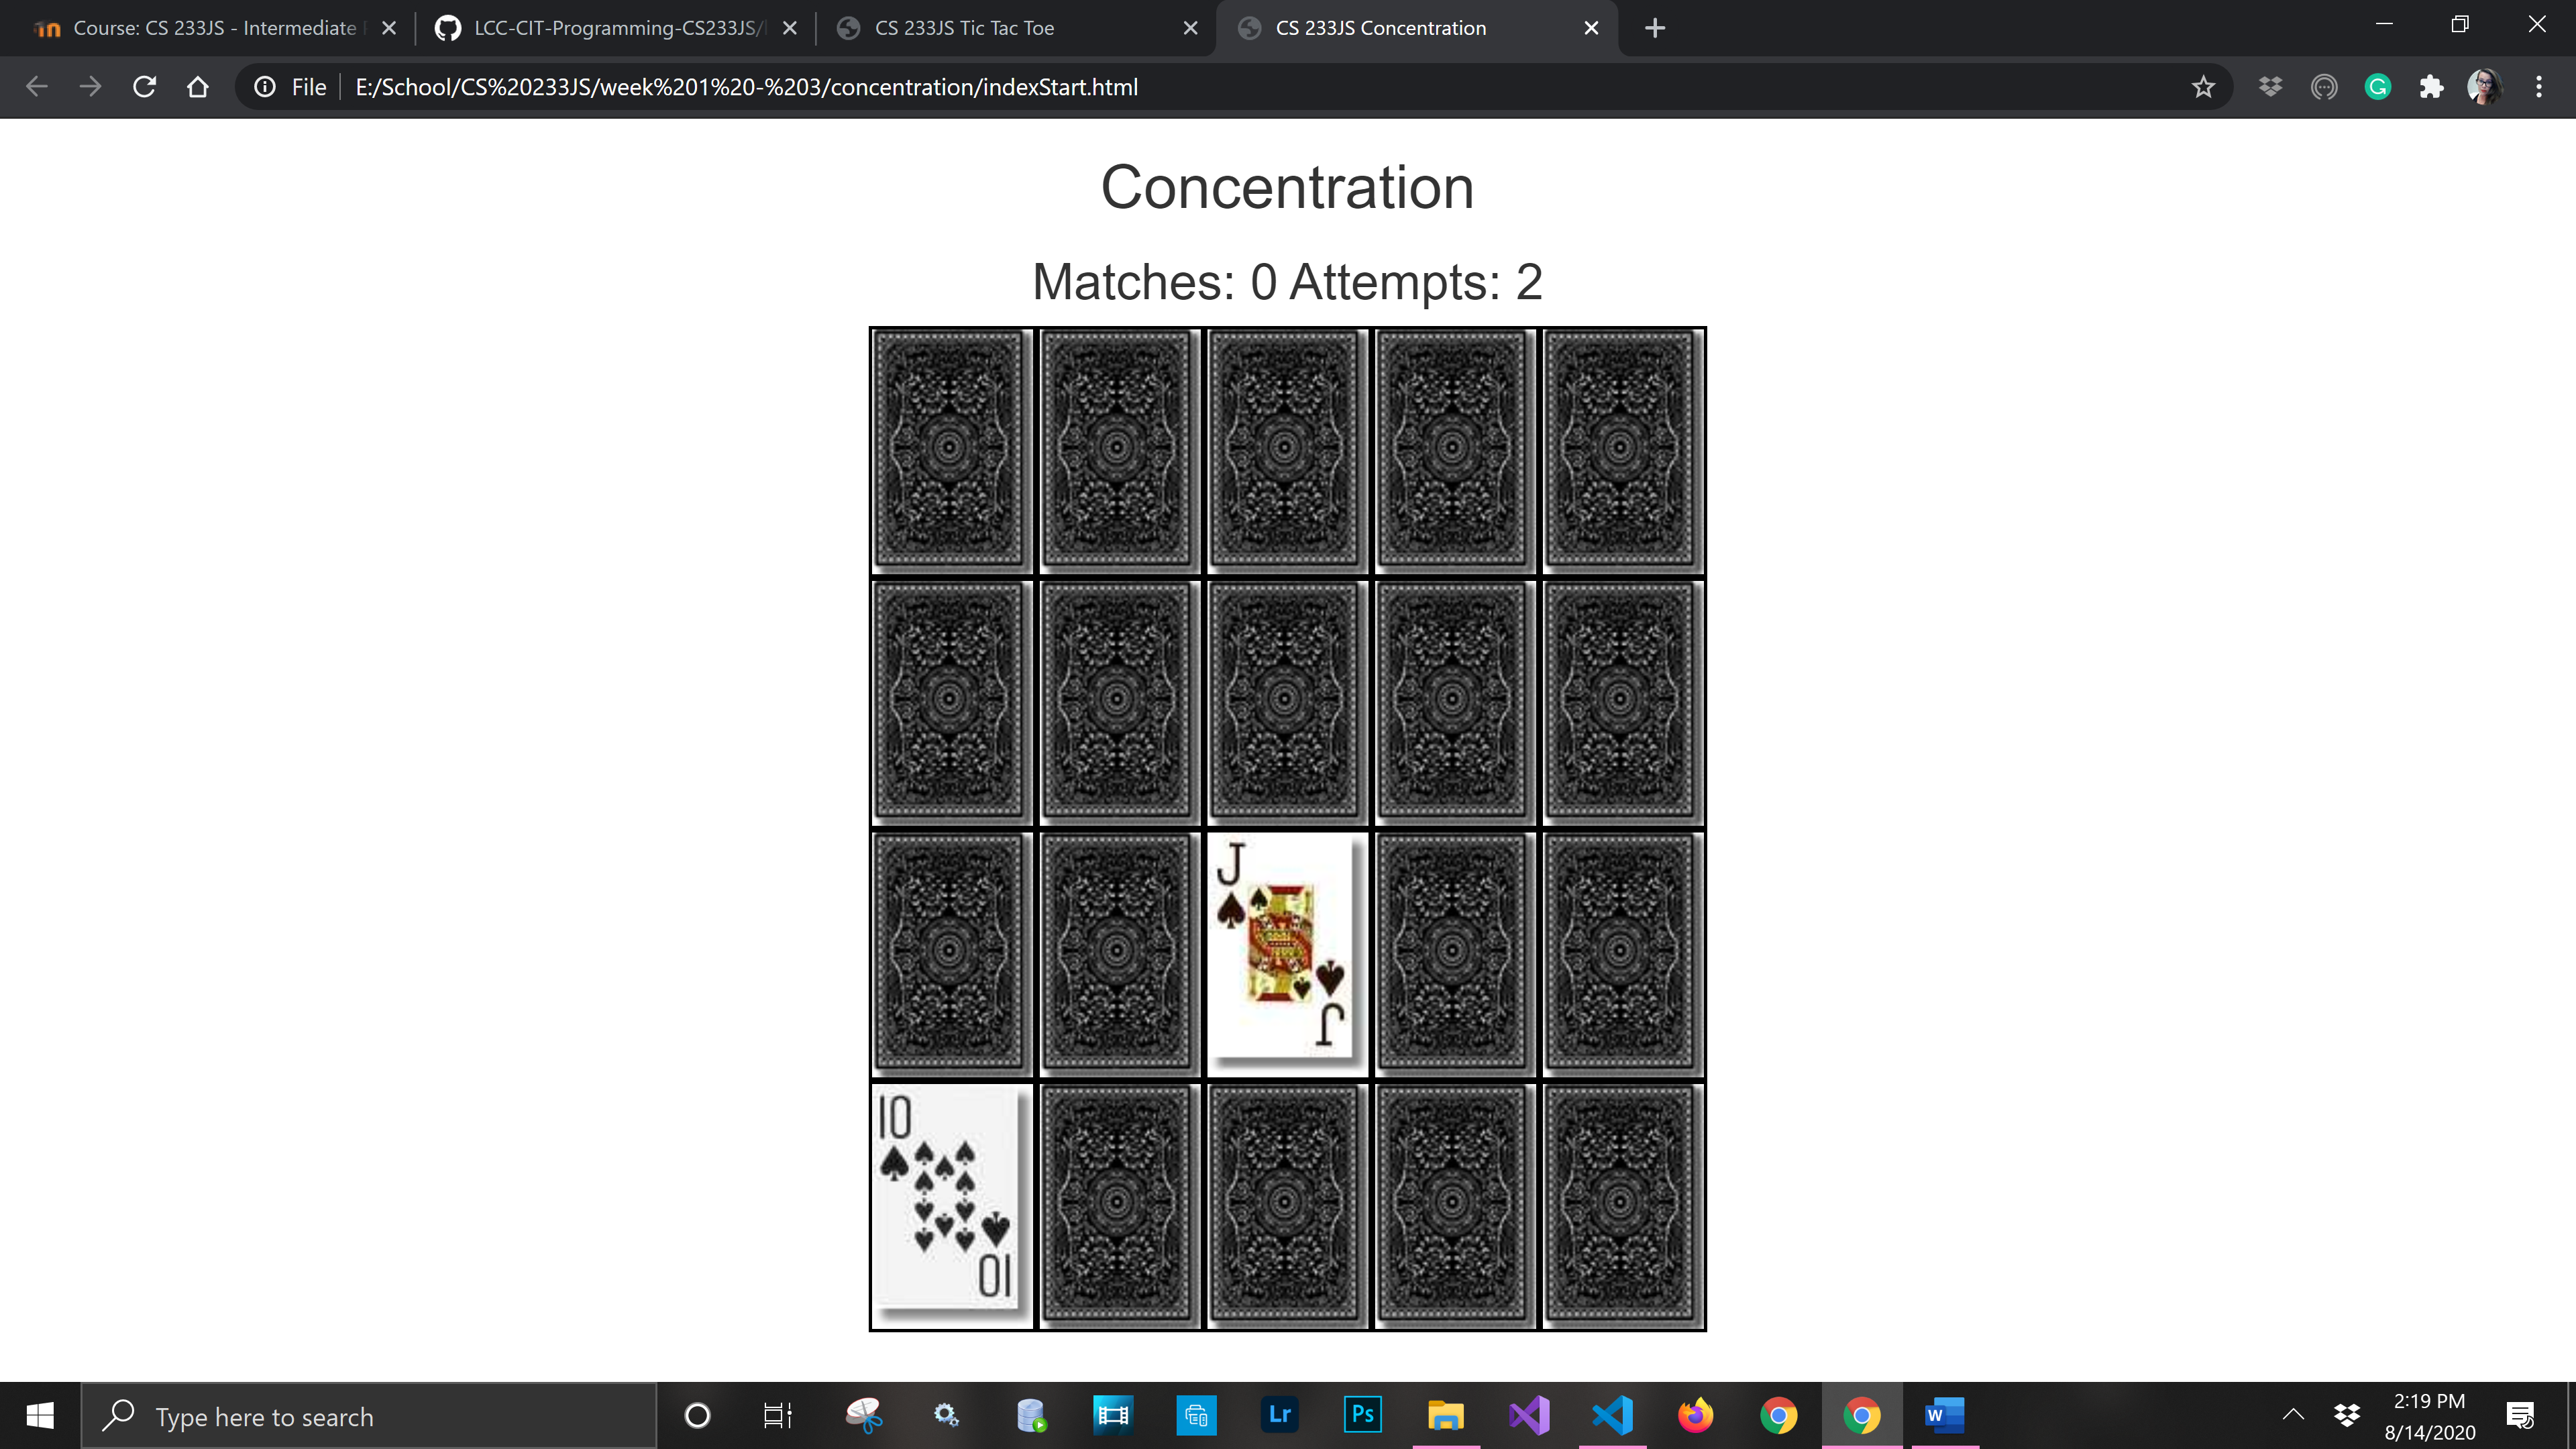 Course: CS 233JS - Intermediate
LCC-CIT-Programming-CS233JS/
CS 233JS Tic Tac Toe
CS 233JS Concentration
File
E:/School/CS%20233JS/week%201%20-%203/concentration/indexStart.html
Concentration
Matches: 0 Attempts: 2
J
J
10
10
Type here to search
Lr
Ps
W
2:19 PM
8/14/2020